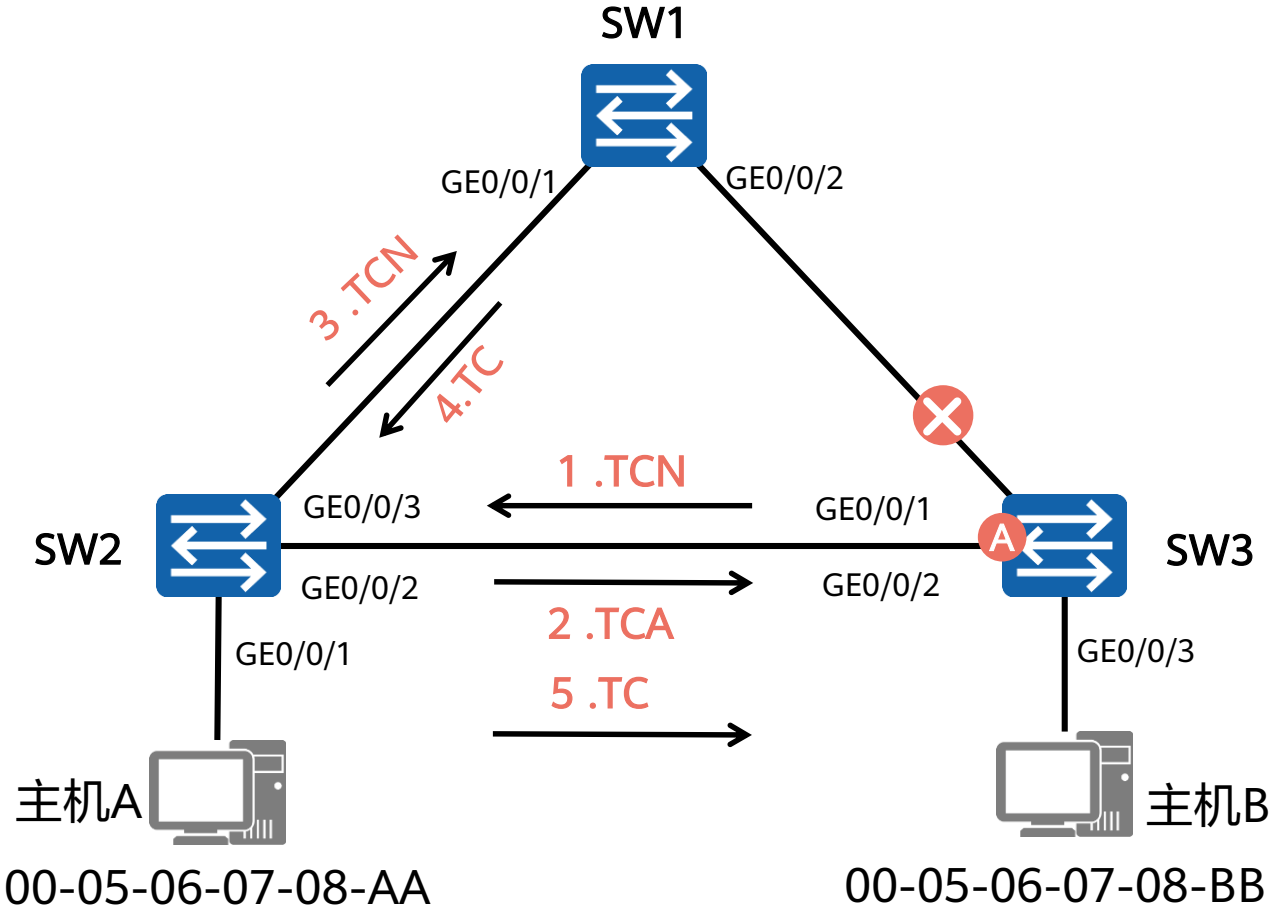 SW1
GE0/0/1
GE0/0/2
3 .TCN
4.TC
1 .TCN
GE0/0/3
GE0/0/1
SW2
A
SW3
GE0/0/2
GE0/0/2
2 .TCA
GE0/0/1
GE0/0/3
5 .TC
主机A
主机B
00-05-06-07-08-AA
00-05-06-07-08-BB